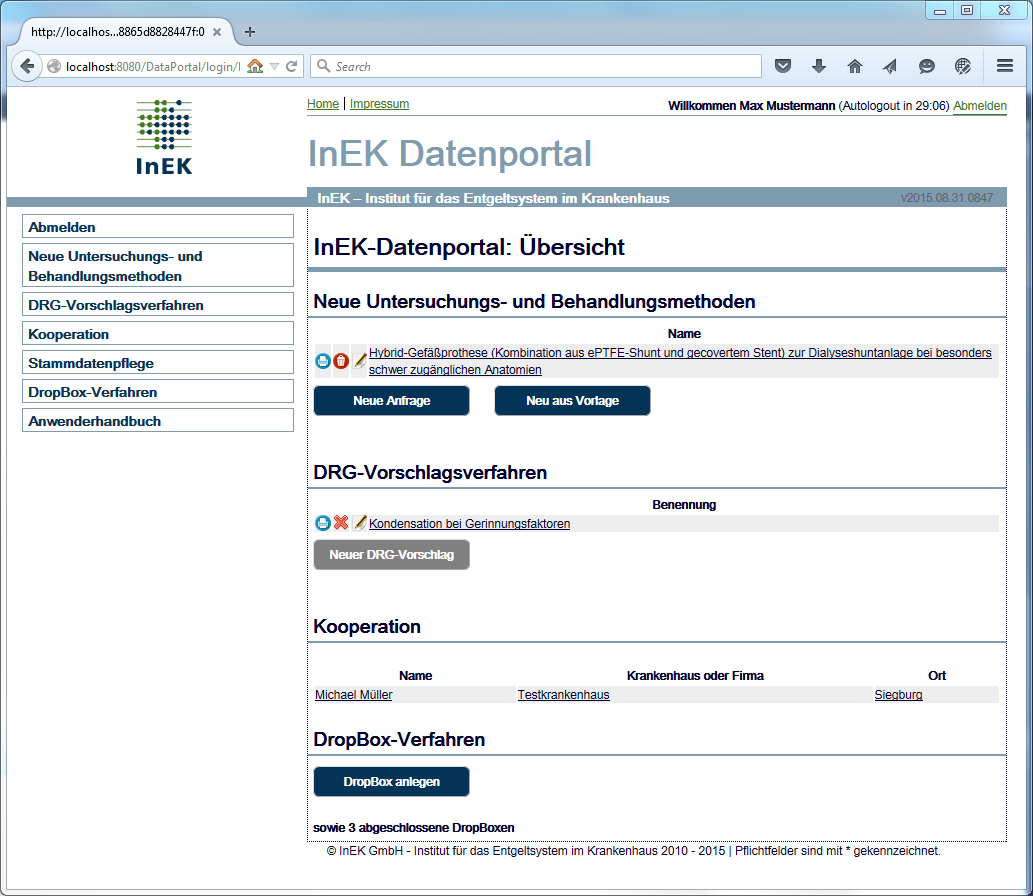 http://localhos...8865d8828447f:0
localhost:8080/DataPortal/login/l
Search
InEK
Home | Impressum
Willkommen Max Mustermann (Autologout in 29:06) Abmelden
InEK Datenportal
InEK – Institut für das Entgeltsystem im Krankenhaus
v2015.08.31.0847
Abmelden
Neue Untersuchungs- und
Behandlungsmethoden
DRG-Vorschlagsverfahren
Kooperation
Stammdatenpflege
DropBox-Verfahren
Anwenderhandbuch
InEK-Datenportal: Übersicht
Neue Untersuchungs- und Behandlungsmethoden
Name
Hybrid-Gefäßprothese (Kombination aus ePTFE-Shunt und gecovertem Stent) zur Dialyseshuntanlage bei besonders
schwer zugänglichen Anatomien
Neue Anfrage
Neu aus Vorlage
DRG-Vorschlagsverfahren
Benennung
Kondensation bei Gerinnungsfaktoren
Neuer DRG-Vorschlag
Kooperation
Name Krankenhaus oder Firma Ort
Michael Müller Testkrankenhaus Siegburg
DropBox-Verfahren
DropBox anlegen
sowie 3 abgeschlossene DropBoxen
© InEK GmbH - Institut für das Entgeltsystem im Krankenhaus 2010 - 2015 | Pflichtfelder sind mit * gekennzeichnet.